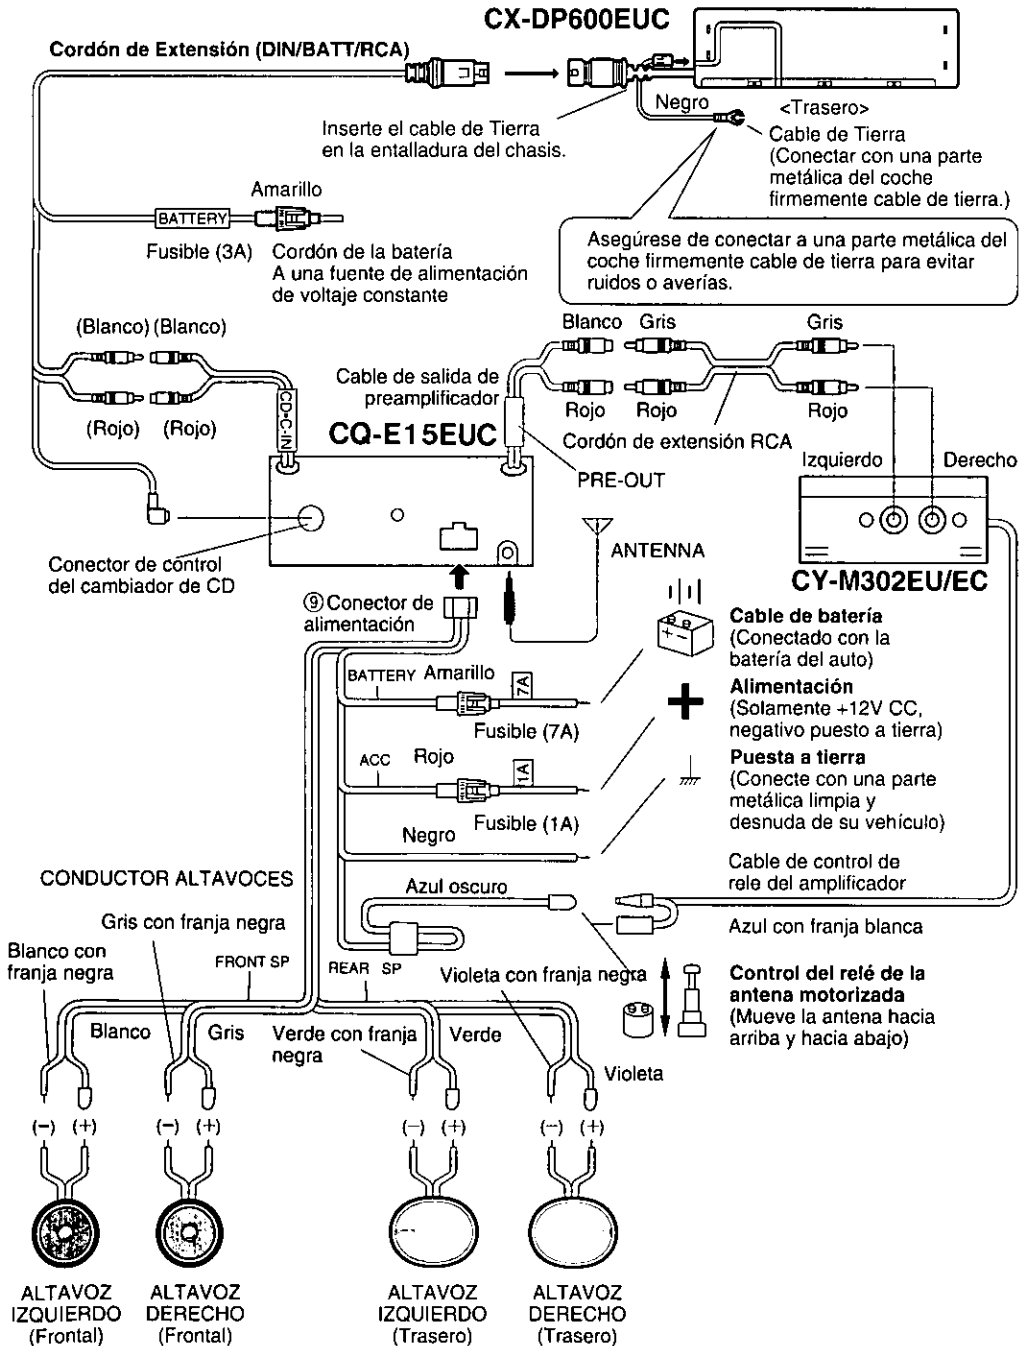 CX-DP600EUC
Cordón de Extensión (DIN/BATT/RCA)
Negro
<Trasero>
Inserte el cable de Tierra
en la entalladura del chasis.
Cable de Tierra
(Conectar con una parte
metálica del coche
firmemente cable de tierra.)
Amarillo
BATTERY
Fusible (3A)
Cordón de la batería
A una fuente de alimentación
de voltaje constante
Asegúrese de conectar a una parte metálica del
coche firmemente cable de tierra para evitar
ruidos o averías.
(Blanco) (Blanco)
Blanco Gris Gris
Cable de salida de
preamplificador
(Rojo) (Rojo)
CD•C-IN
Rojo Rojo Rojo
CQ-E15EUC
Cordón de extensión RCA
Izquierdo Derecho
PRE-OUT
ANTENNA
Conector de control
del cambiador de CD
CY-M302EU/EC
⑨ Conector de
alimentación
Cable de batería
(Conectado con la
batería del auto)
BATTERY Amarillo
7A
Fusible (7A)
+ -
Alimentación
(Solamente +12V CC,
negativo puesto a tierra)
ACC Rojo
1A
Fusible (1A)
Puesta a tierra
(Conecte con una parte
metálica limpia y
desnuda de su vehículo)
Negro
Cable de control de
rele del amplificador
Azul oscuro
Azul con franja blanca
CONDUCTOR ALTAVOCES
Gris con franja negra
Blanco con
franja negra
FRONT SP
REAR SP
Violeta con franja negra
Control del relé de la
antena motorizada
(Mueve la antena hacia
arriba y hacia abajo)
Blanco Gris
Verde con franja
negra
Verde
Violeta
(−) (+) (−) (+) (−) (+) (−) (+)
ALTAVOZ
IZQUIERDO
(Frontal)
ALTAVOZ
DERECHO
(Frontal)
ALTAVOZ
IZQUIERDO
(Trasero)
ALTAVOZ
DERECHO
(Trasero)